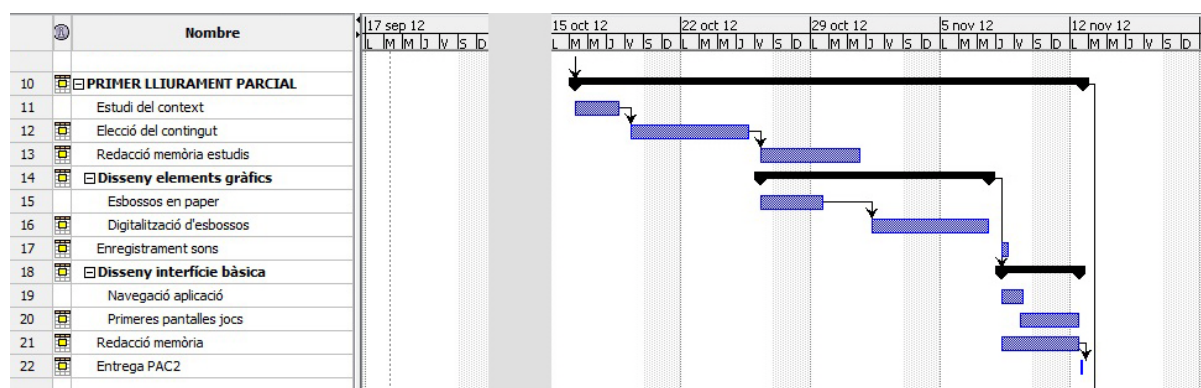 Nombre 17 sep 12 15 oct 12 22 oct 12 29 oct 12 5 nov 12 12 nov 12
L M M J V S D L M M J V S D L M M J V S D L M M J V S D L M M J V S D L M M J V S D
10 PRIMER LLIURAMENT PARCIAL
11 Estudi del context
12 Elecció del contingut
13 Redacció memòria estudis
14 Disseny elements gràfics
15 Esbossos en paper
16 Digitalització d'esbossos
17 Enregistrament sons
18 Disseny interfície bàsica
19 Navegació aplicació
20 Primeres pantalles jocs
21 Redacció memòria
22 Entrega PAC2